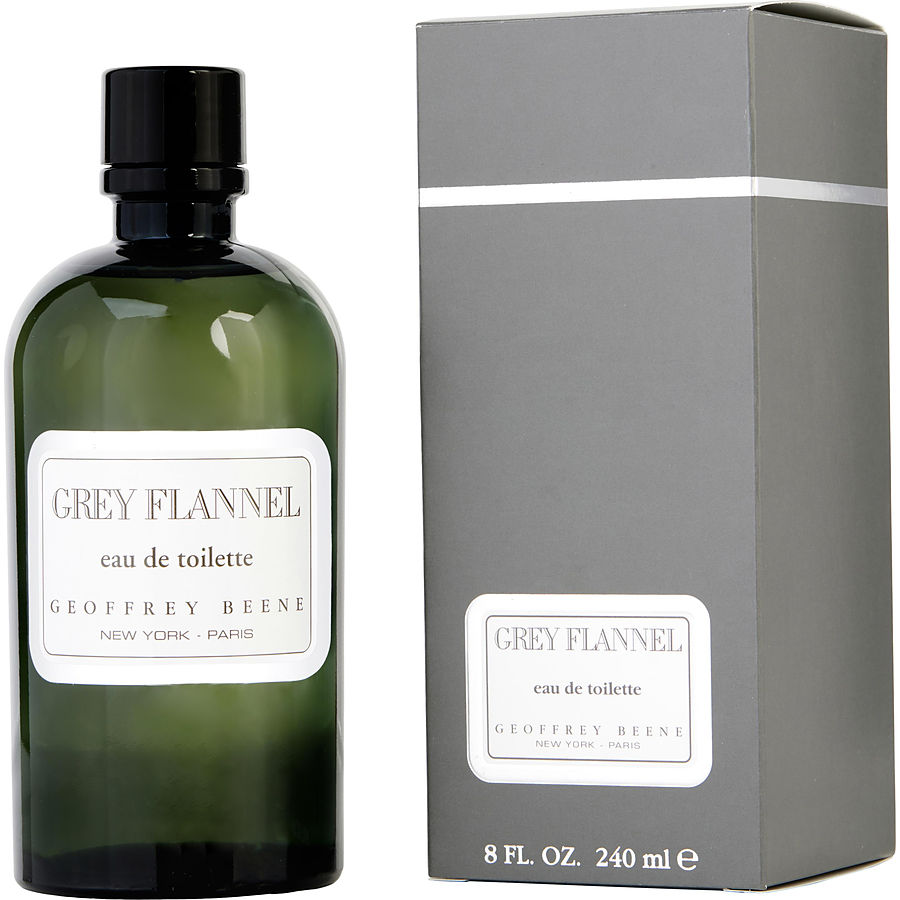 GREY FLANNEL
eau de toilette
GEOFFREY BEENE
NEW YORK - PARIS
GREY FLANNEL
eau de toilette
GEOFFREY BEENE
NEW YORK - PARIS
8 FL. OZ. 240 ml ℮